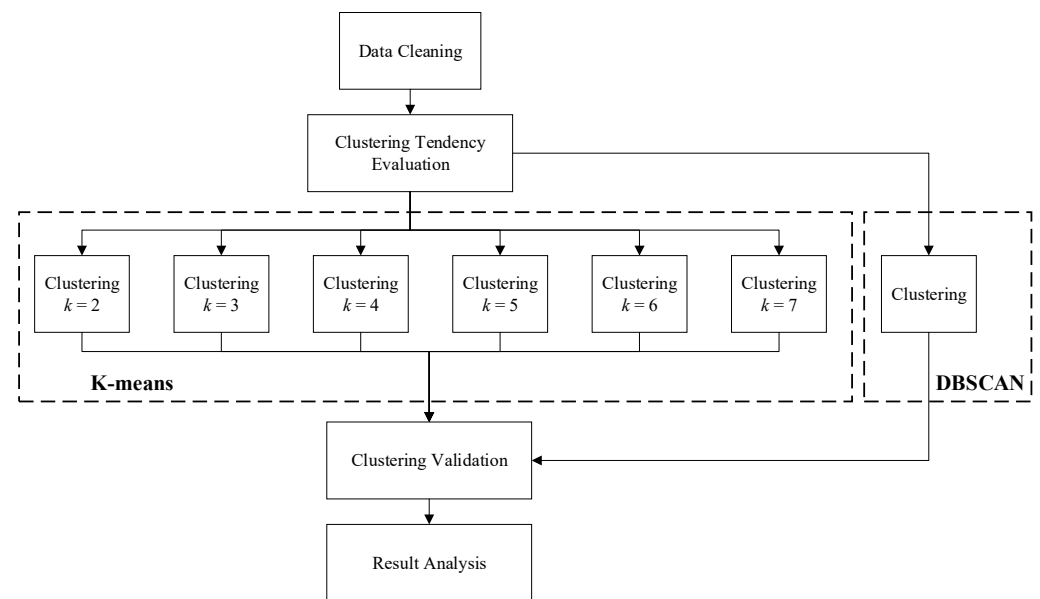 Data Cleaning
Clustering Tendency
Evaluation
Clustering
k = 2
Clustering
k = 3
Clustering
k = 4
Clustering
k = 5
Clustering
k = 6
Clustering
k = 7
Clustering
K-means
DBSCAN
Clustering Validation
Result Analysis